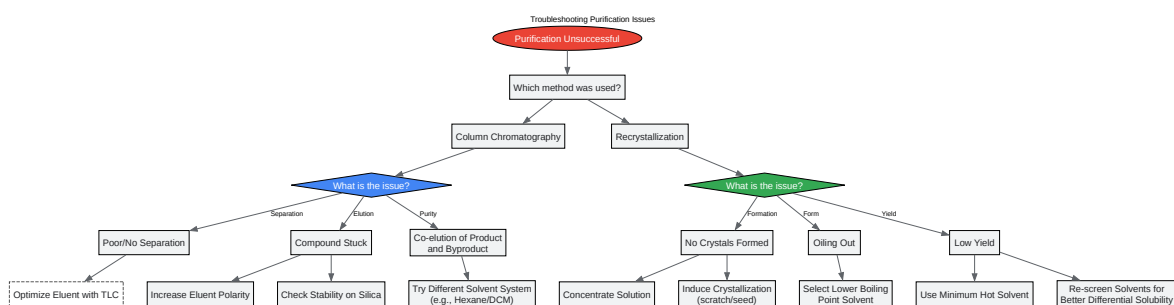 Troubleshooting Purification Issues
Purification Unsuccessful
Which method was used?
Column Chromatography
Recrystallization
What is the issue?
What is the issue?
Separation
Elution
Purity
Formation
Form
Yield
Poor/No Separation
Compound Stuck
Co-elution of Product
and Byproduct
No Crystals Formed
Oiling Out
Low Yield
Optimize Eluent with TLC
Increase Eluent Polarity
Check Stability on Silica
Try Different Solvent System
(e.g., Hexane/DCM)
Concentrate Solution
Induce Crystallization
(scratch/seed)
Select Lower Boiling
Point Solvent
Use Minimum Hot Solvent
Re-screen Solvents for
Better Differential